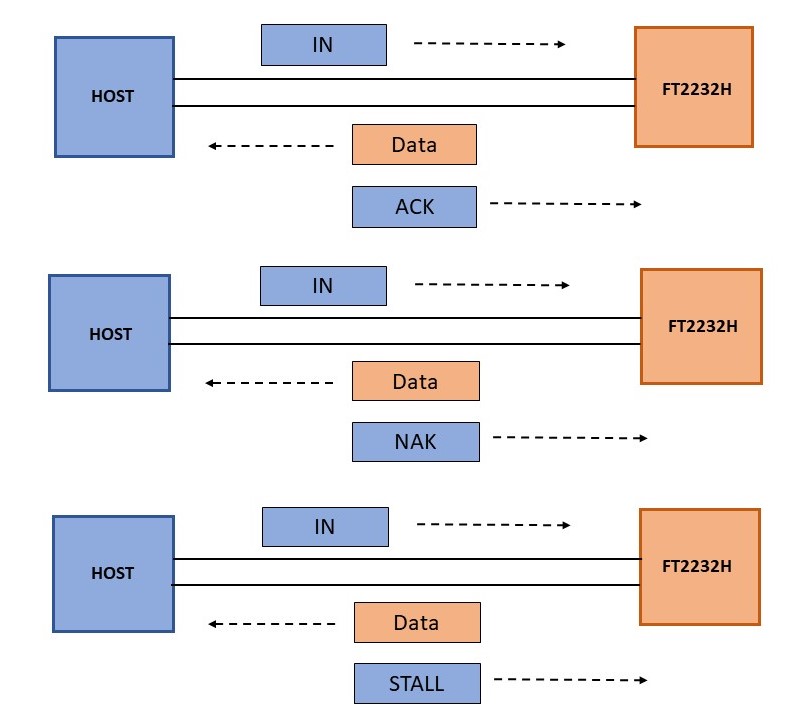 IN
HOST
FT2232H
Data
ACK
IN
HOST
FT2232H
Data
NAK
IN
HOST
FT2232H
Data
STALL